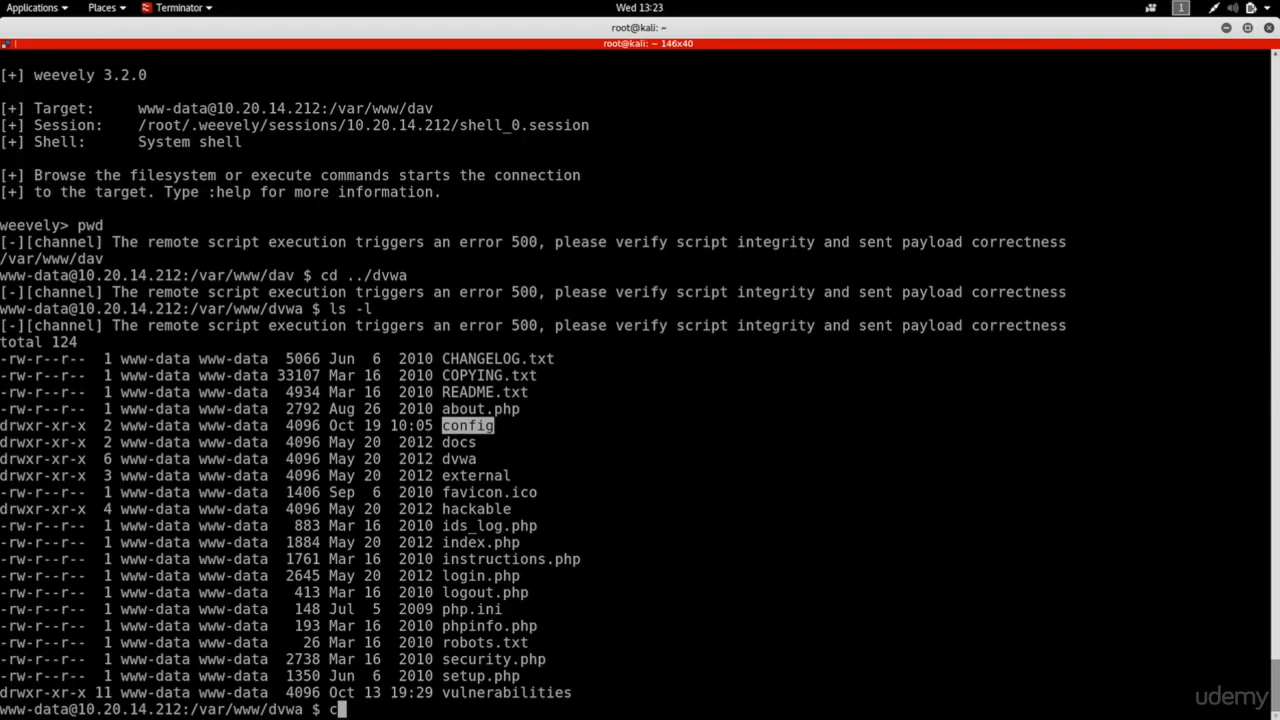 Applications Places Terminator Wed 13:23 1
root@kali: ~
root@kali: ~ 146x40
[+] weevely 3.2.0
[+] Target: www-data@10.20.14.212:/var/www/dav
[+] Session: /root/.weevely/sessions/10.20.14.212/shell_0.session
[+] Shell: System shell
[+] Browse the filesystem or execute commands starts the connection
[+] to the target. Type :help for more information.
weevely> pwd
[-][channel] The remote script execution triggers an error 500, please verify script integrity and sent payload correctness
/var/www/dav
www-data@10.20.14.212:/var/www/dav $ cd ../dvwa
[-][channel] The remote script execution triggers an error 500, please verify script integrity and sent payload correctness
www-data@10.20.14.212:/var/www/dvwa $ ls -l
[-][channel] The remote script execution triggers an error 500, please verify script integrity and sent payload correctness
total 124
-rw-r--r-- 1 www-data www-data 5066 Jun 6 2010 CHANGELOG.txt
-rw-r--r-- 1 www-data www-data 33107 Mar 16 2010 COPYING.txt
-rw-r--r-- 1 www-data www-data 4934 Mar 16 2010 README.txt
-rw-r--r-- 1 www-data www-data 2792 Aug 26 2010 about.php
drwxr-xr-x 2 www-data www-data 4096 Oct 19 10:05 config
drwxr-xr-x 2 www-data www-data 4096 May 20 2012 docs
drwxr-xr-x 6 www-data www-data 4096 May 20 2012 dvwa
drwxr-xr-x 3 www-data www-data 4096 May 20 2012 external
-rw-r--r-- 1 www-data www-data 1406 Sep 6 2010 favicon.ico
drwxr-xr-x 4 www-data www-data 4096 May 20 2012 hackable
-rw-r--r-- 1 www-data www-data 883 Mar 16 2010 ids_log.php
-rw-r--r-- 1 www-data www-data 1884 May 20 2012 index.php
-rw-r--r-- 1 www-data www-data 1761 Mar 16 2010 instructions.php
-rw-r--r-- 1 www-data www-data 2645 May 20 2012 login.php
-rw-r--r-- 1 www-data www-data 413 Mar 16 2010 logout.php
-rw-r--r-- 1 www-data www-data 148 Jul 5 2009 php.ini
-rw-r--r-- 1 www-data www-data 193 Mar 16 2010 phpinfo.php
-rw-r--r-- 1 www-data www-data 26 Mar 16 2010 robots.txt
-rw-r--r-- 1 www-data www-data 2738 Mar 16 2010 security.php
-rw-r--r-- 1 www-data www-data 1350 Jun 6 2010 setup.php
drwxr-xr-x 11 www-data www-data 4096 Oct 13 19:29 vulnerabilities
www-data@10.20.14.212:/var/www/dvwa $ c
udemy